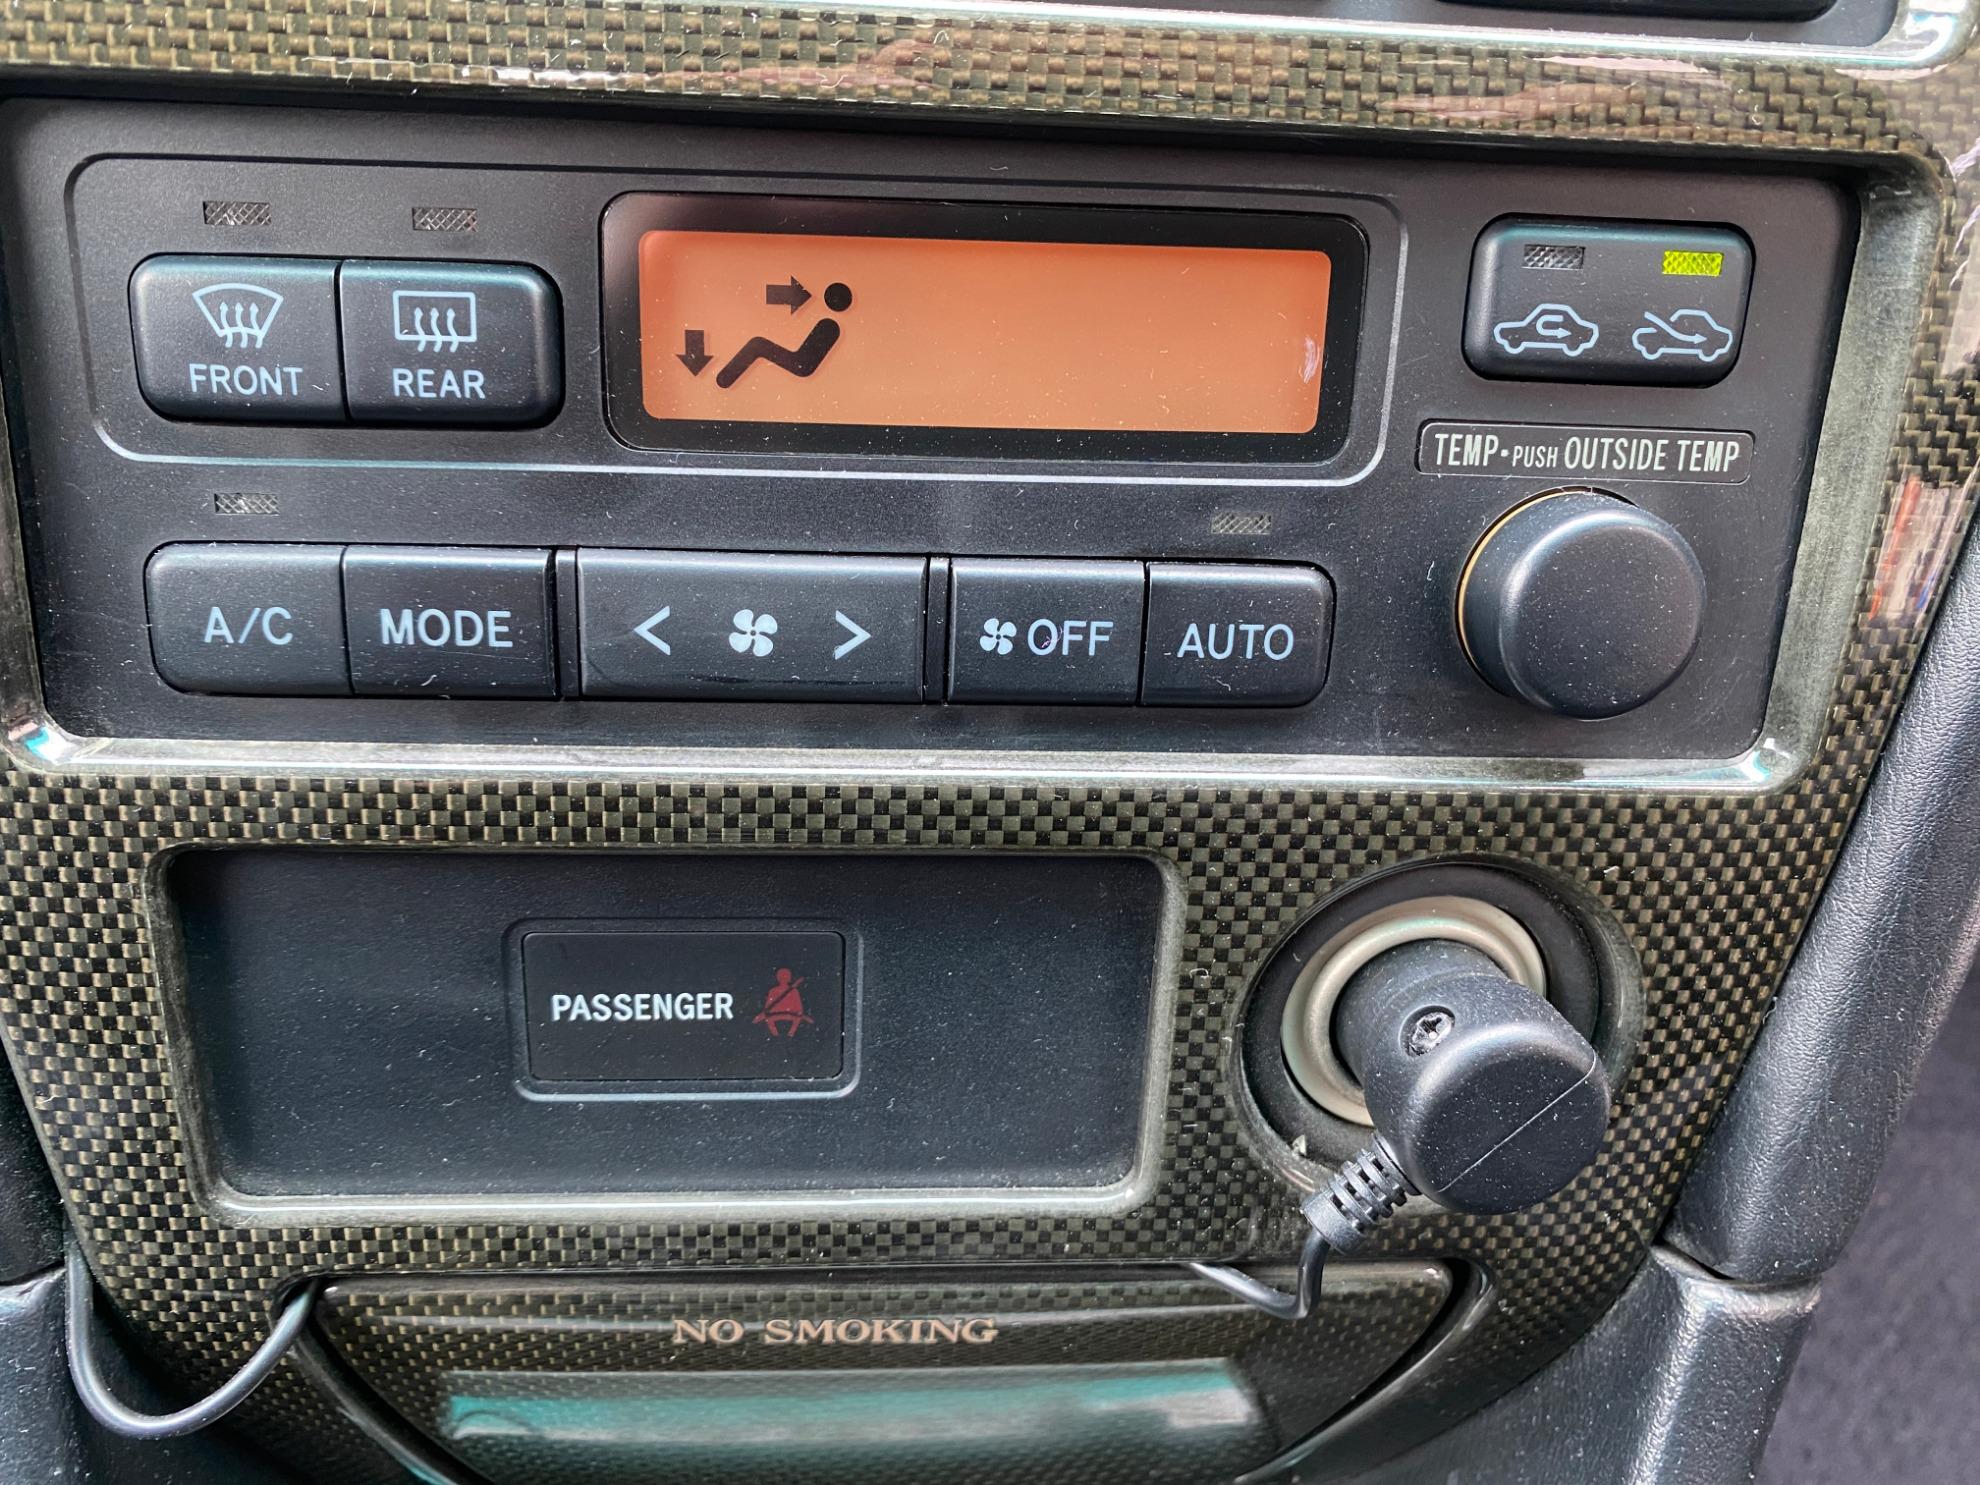 FRONT
REAR
TEMP•PUSH OUTSIDE TEMP
A/C
MODE
< >
OFF
AUTO
PASSENGER
NO SMOKING